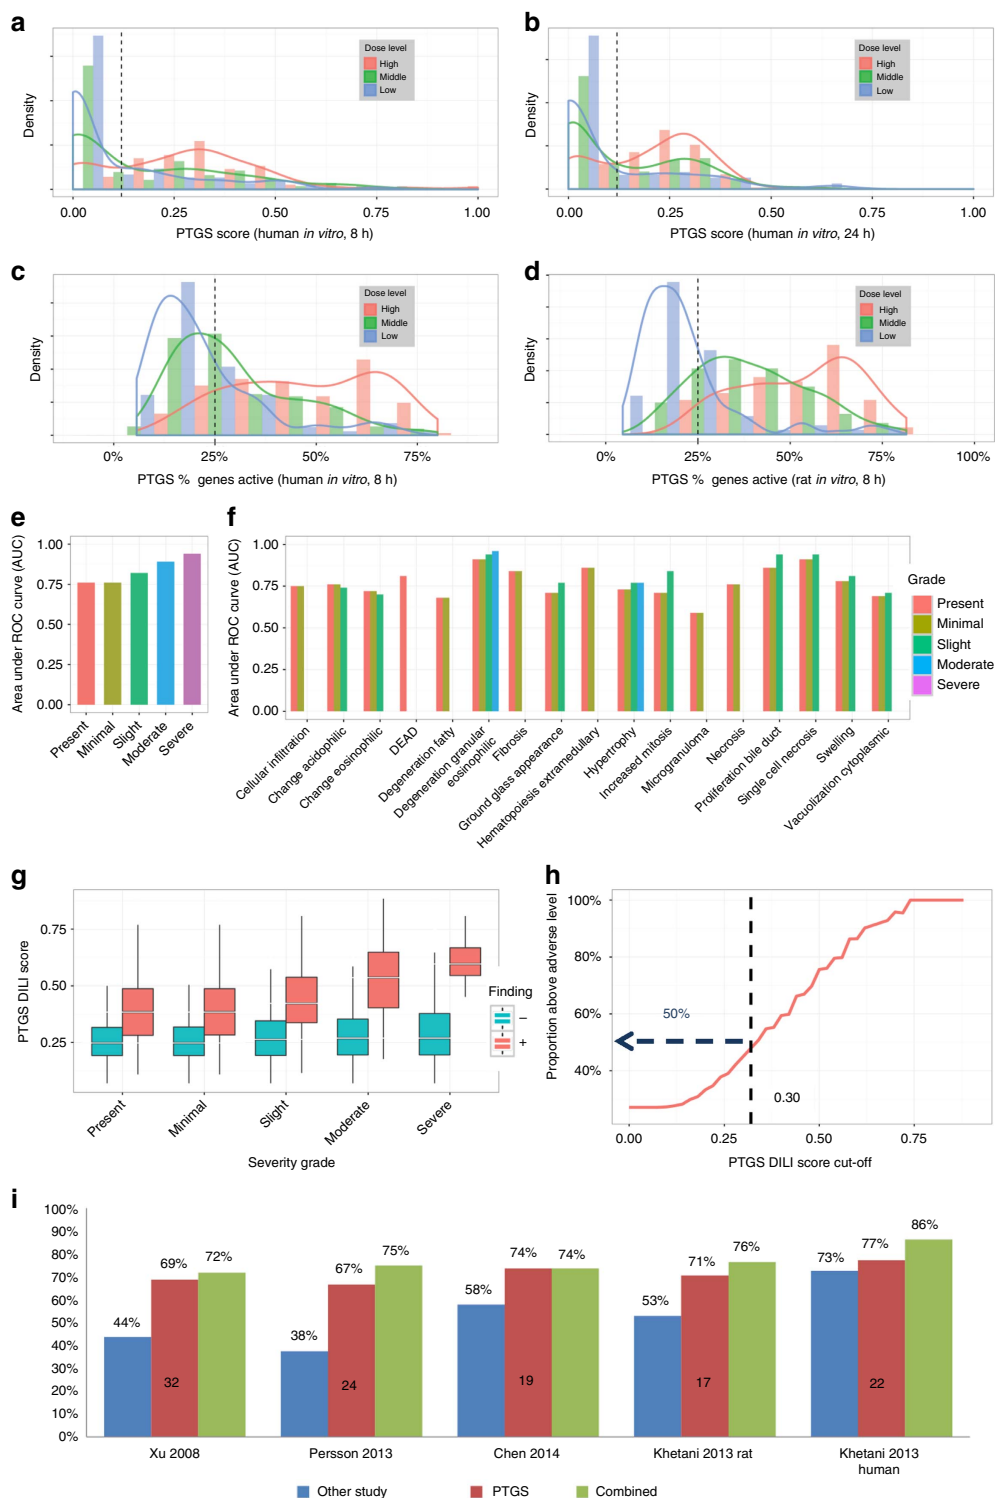 a
Density
Dose level
High
Middle
Low
0.00 0.25 0.50 0.75 1.00
PTGS score (human in vitro, 8 h)
b
Density
Dose level
High
Middle
Low
0.00 0.25 0.50 0.75 1.00
PTGS score (human in vitro, 24 h)
c
Density
Dose level
High
Middle
Low
0% 25% 50% 75%
PTGS % genes active (human in vitro, 8 h)
d
Density
Dose level
High
Middle
Low
0% 25% 50% 75% 100%
PTGS % genes active (rat in vitro, 8 h)
e
Area under ROC curve (AUC)
1.00
0.75
0.50
0.25
0.00
Present
Minimal
Slight
Moderate
Severe
f
Area under ROC curve (AUC)
1.00
0.75
0.50
0.25
0.00
Cellular infiltration
Change acidophilic
Change eosinophilic
DEAD
Degeneration fatty
Degeneration granular
eosinophilic
Fibrosis
Ground glass appearance
Hematopoiesis extramedullary
Hypertrophy
Increased mitosis
Microgranuloma
Necrosis
Proliferation bile duct
Single cell necrosis
Swelling
Vacuolization cytoplasmic
Grade
Present
Minimal
Slight
Moderate
Severe
g
PTGS DILI score
0.75
0.50
0.25
Present
Minimal
Slight
Moderate
Severe
Severity grade
Finding
−
+
h
Proportion above adverse level
100%
80%
60%
40%
50%
0.30
0.00 0.25 0.50 0.75
PTGS DILI score cut-off
i
100%
90%
80%
70%
60%
50%
40%
30%
20%
10%
0%
44% 69% 72%
32
38% 67% 75%
24
58% 74% 74%
19
53% 71% 76%
17
73% 77% 86%
22
Xu 2008
Persson 2013
Chen 2014
Khetani 2013 rat
Khetani 2013
human
Other study
PTGS
Combined